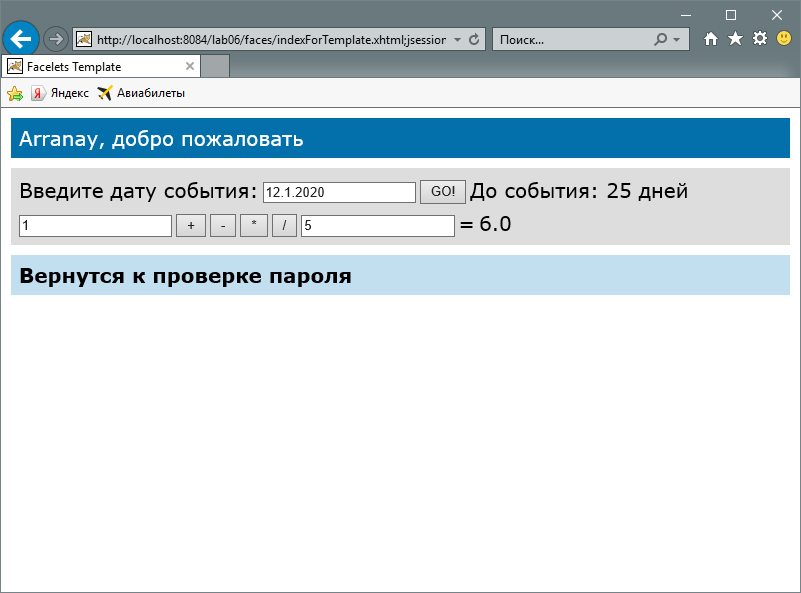 http://localhost:8084/lab06/faces/indexForTemplate.xhtml;jsession
Поиск...
Facelets Template
Яндекс
Авиабилеты
Arranay, добро пожаловать
Введите дату события: 12.1.2020 GO! До события: 25 дней
1 + - * / 5 = 6.0
Вернутся к проверке пароля